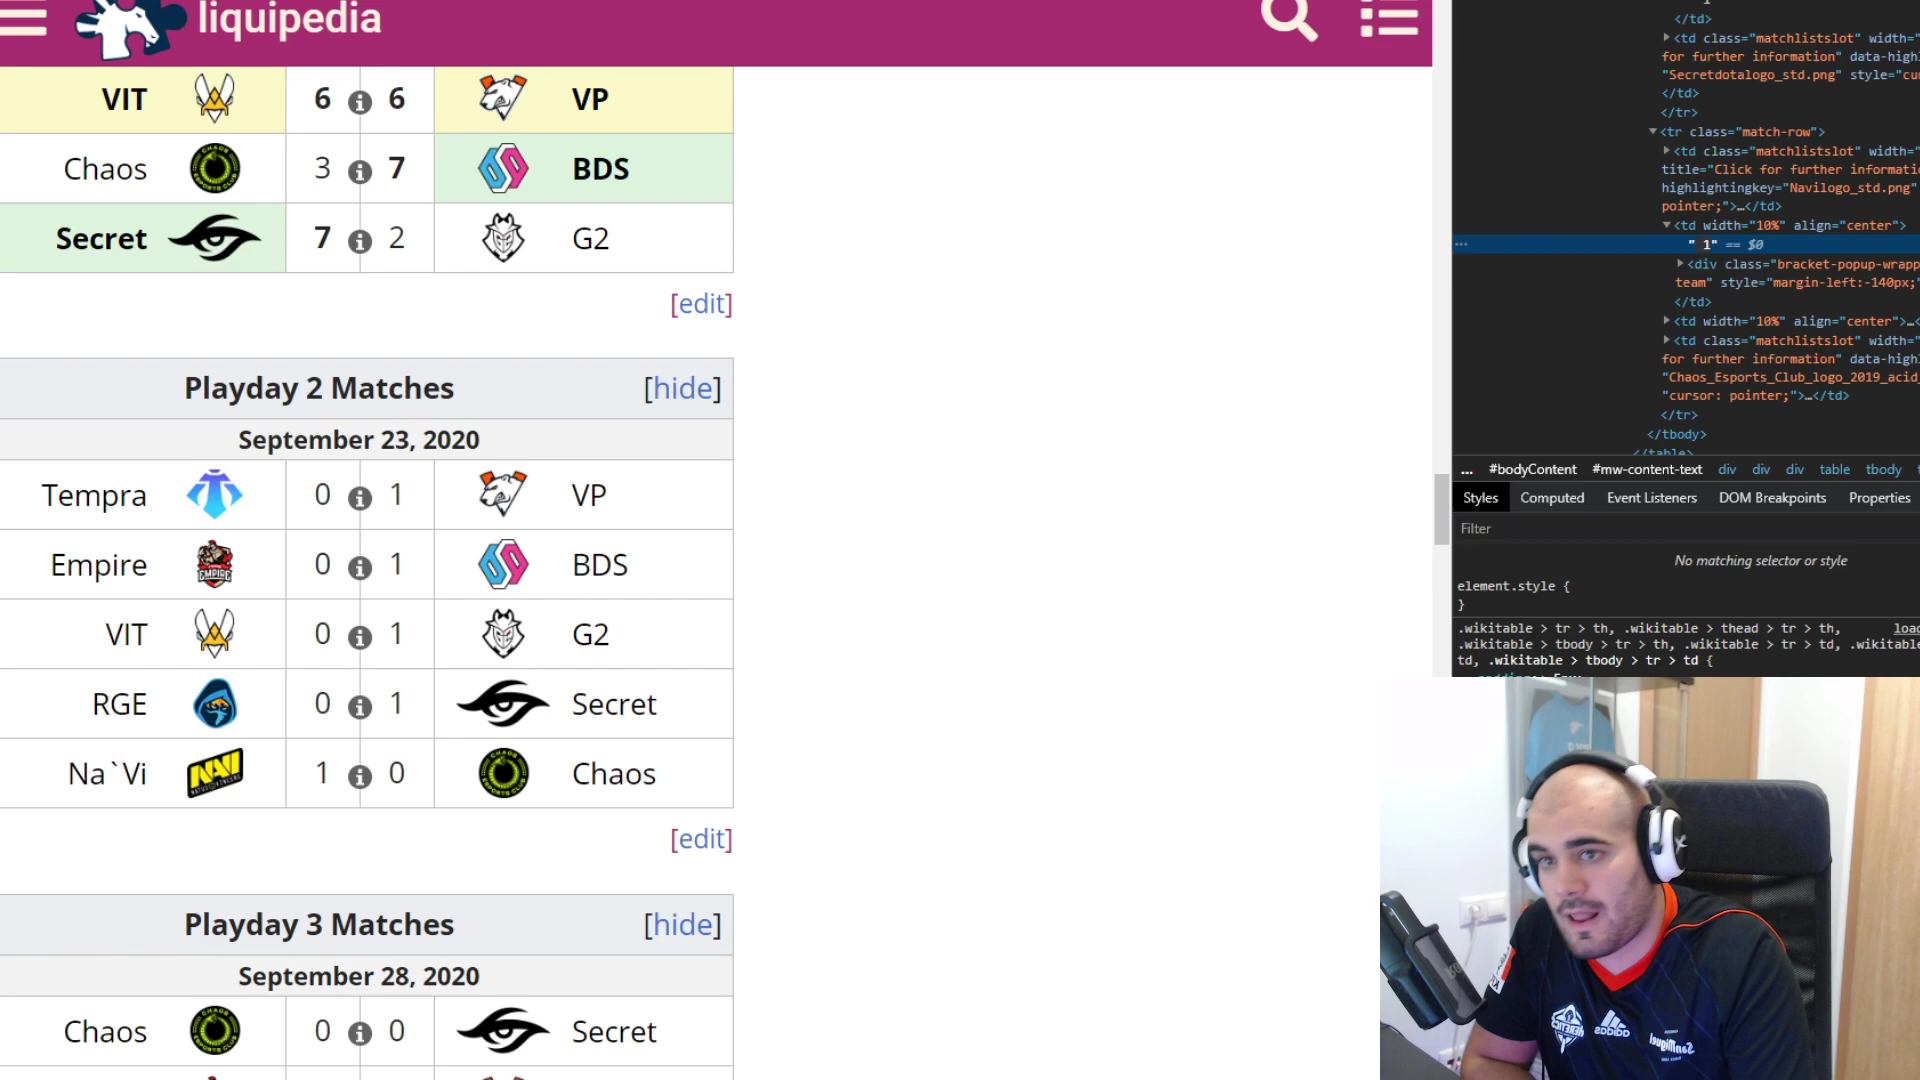 liquipedia
VIT 6 6 VP
Chaos 3 7 BDS
Secret 7 2 G2
[edit]
Playday 2 Matches [hide]
September 23, 2020
Tempra 0 1 VP
Empire 0 1 BDS
VIT 0 1 G2
RGE 0 1 Secret
Na`Vi 1 0 Chaos
[edit]
Playday 3 Matches [hide]
September 28, 2020
Chaos 0 0 Secret
</td>
<td class="matchlistslot" width="
for further information" data-highl
"Secretdotalogo_std.png" style="cu
</td>
</tr>
<tr class="match-row">
<td class="matchlistslot" width="
title="Click for further informati
highlightingkey="Navilogo_std.png"
pointer;">…</td>
<td width="10%" align="center">
" 1" == $0
<div class="bracket-popup-wrapp
team" style="margin-left:-140px;"
</td>
<td width="10%" align="center">…<
<td class="matchlistslot" width="
for further information" data-highl
"Chaos_Esports_Club_logo_2019_acid_
"cursor: pointer;">…</td>
</tr>
</tbody>
</table>
... #bodyContent #mw-content-text div div div table tbody
Styles Computed Event Listeners DOM Breakpoints Properties
Filter
No matching selector or style
element.style {
}
.wikitable > tr > th, .wikitable > thead > tr > th, load
.wikitable > tbody > tr > th, .wikitable > tr > td, .wikitable
td, .wikitable > tbody > tr > td {
HERETICS
adidas
SanMiguel